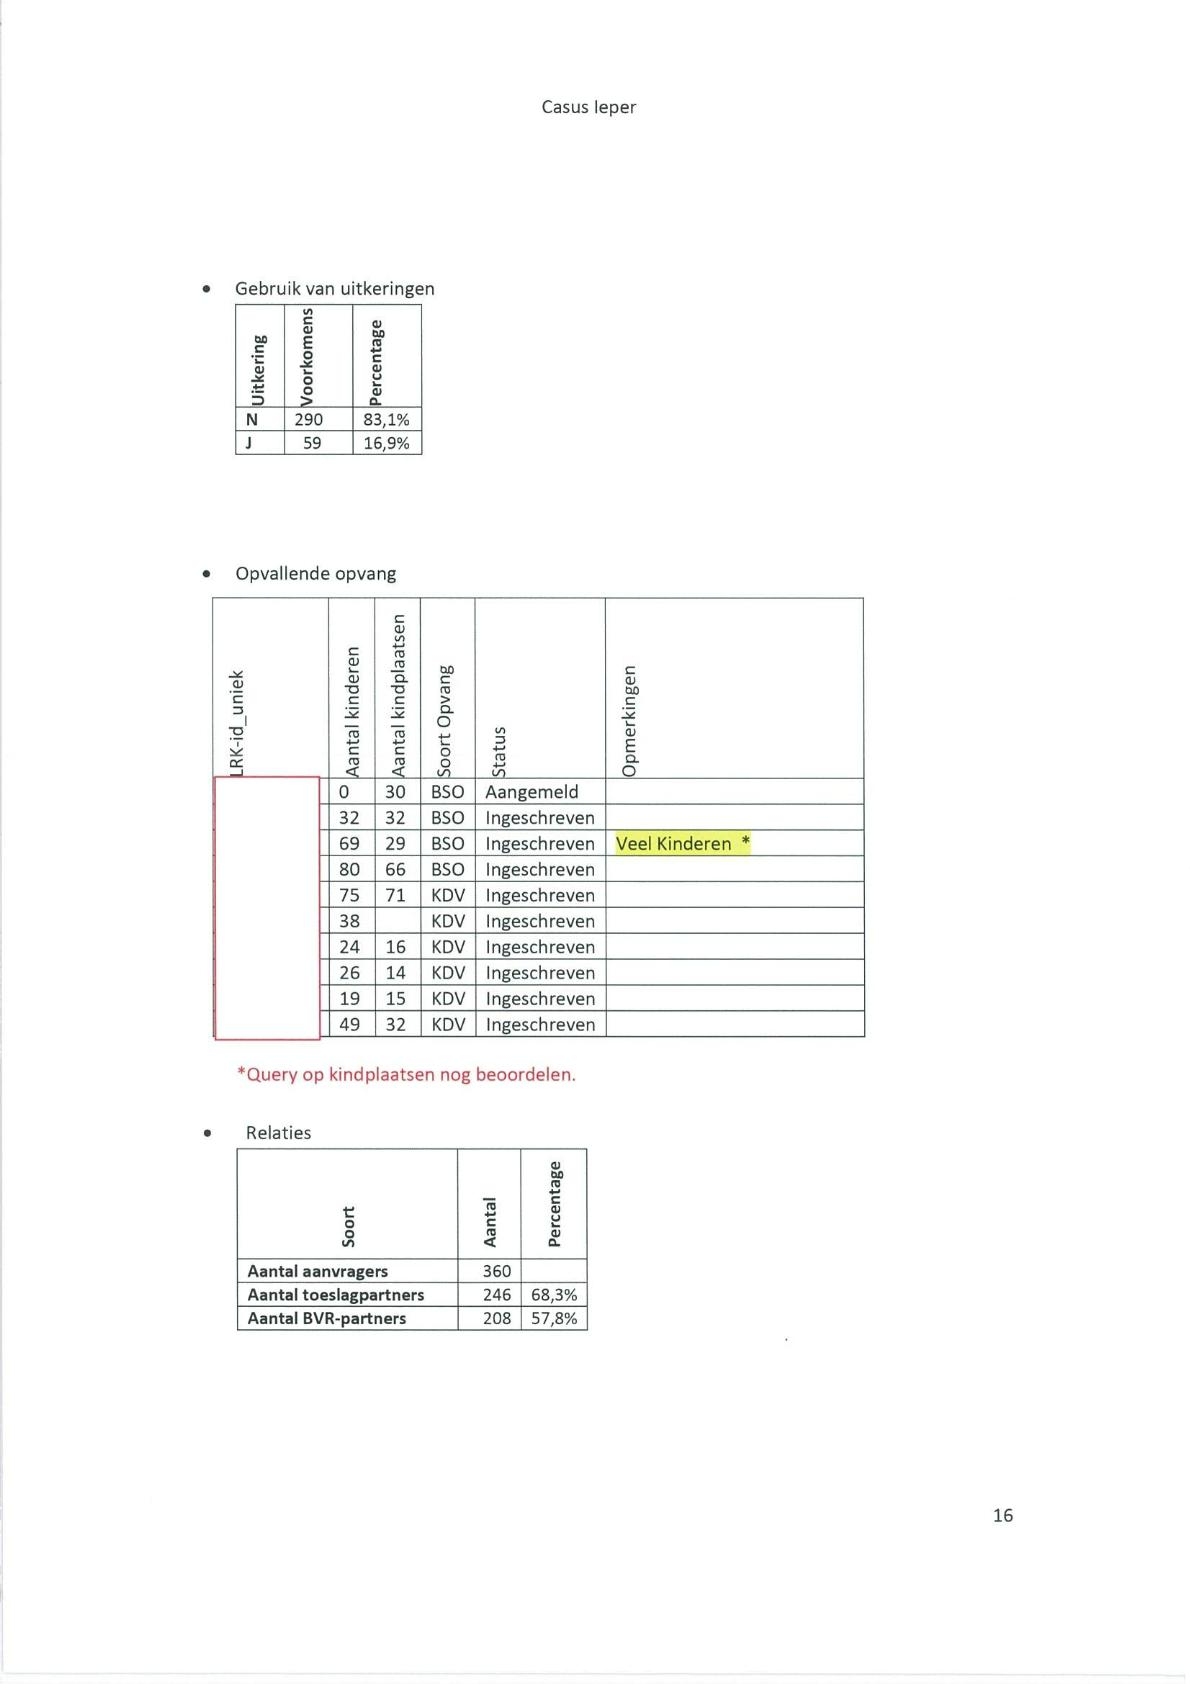 Casus Ieper
• Gebruik van uitkeringen
Uitkering Voorkomens Percentage
N 290 83,1%
J 59 16,9%
• Opvallende opvang
LRK-id_uniek Aantal kinderen Aantal kindplaatsen Soort Opvang Status Opmerkingen
0 30 BSO Aangemeld
32 32 BSO Ingeschreven
69 29 BSO Ingeschreven Veel Kinderen *
80 66 BSO Ingeschreven
75 71 KDV Ingeschreven
38 KDV Ingeschreven
24 16 KDV Ingeschreven
26 14 KDV Ingeschreven
19 15 KDV Ingeschreven
49 32 KDV Ingeschreven
*Query op kindplaatsen nog beoordelen.
• Relaties
Soort Aantal Percentage
Aantal aanvragers 360
Aantal toeslagpartners 246 68,3%
Aantal BVR-partners 208 57,8%
16